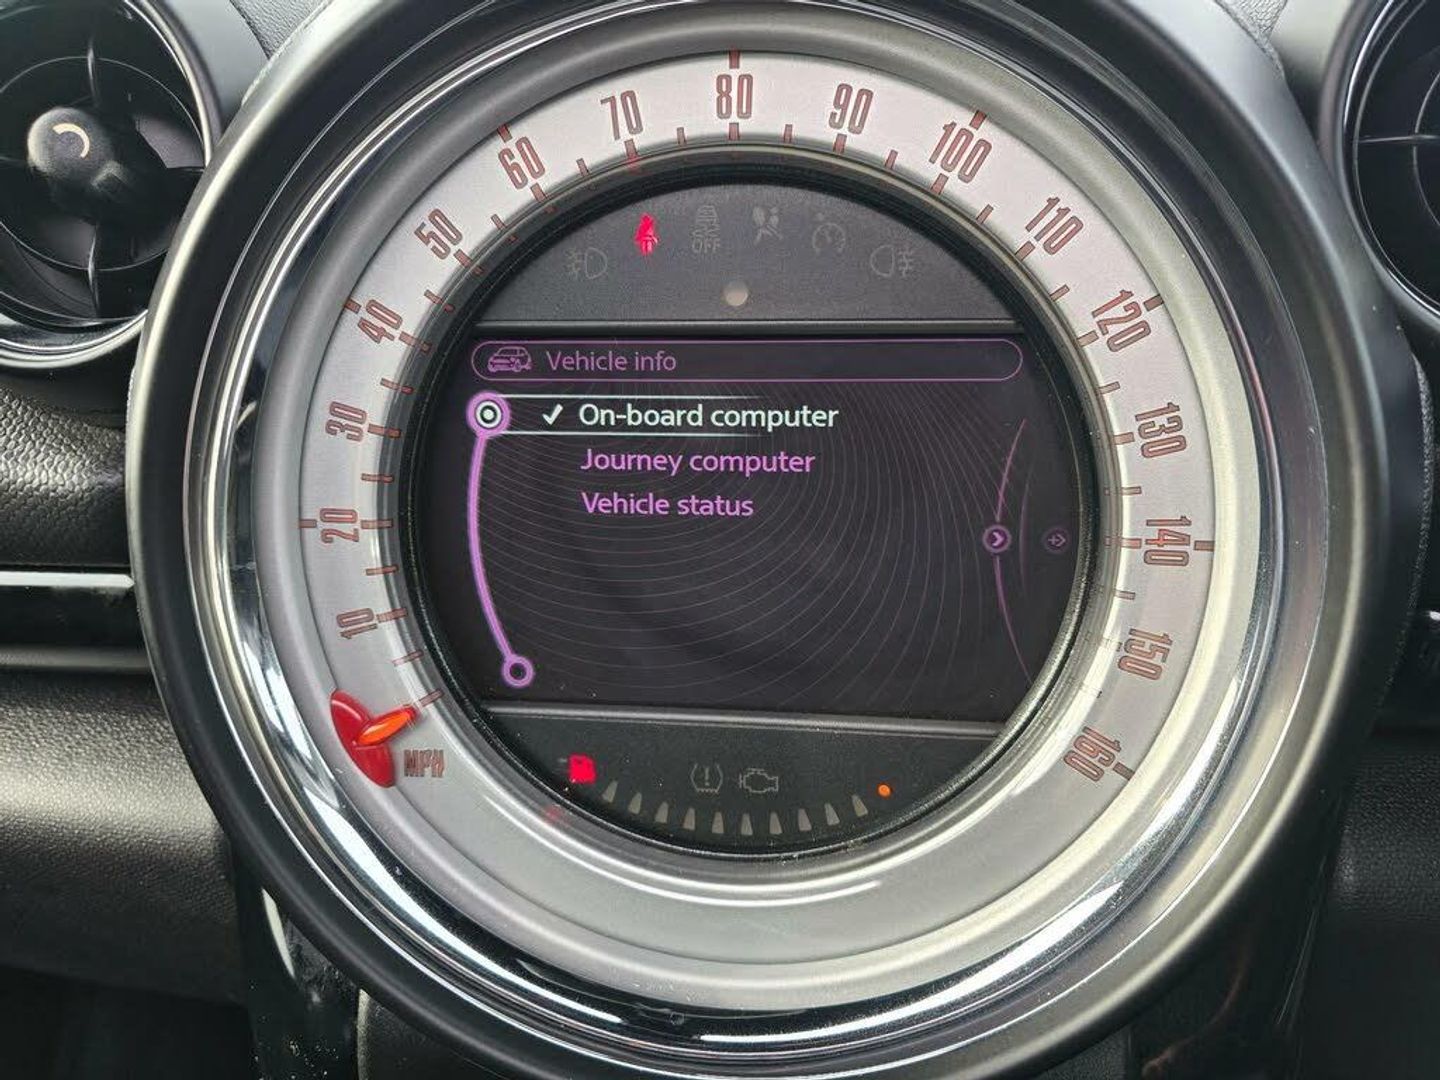 80
70
90
60
100
50
110
40
120
30
130
20
140
10
150
160
MPH
OFF
Vehicle info
On-board computer
Journey computer
Vehicle status